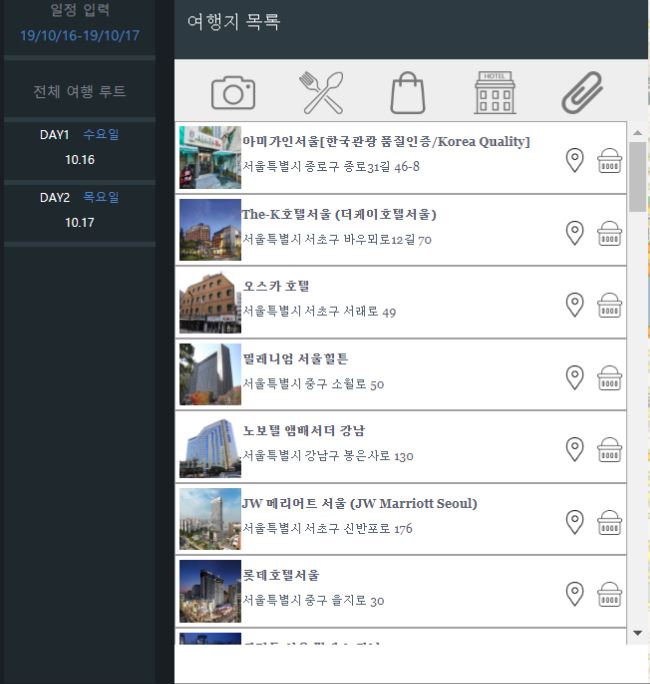 일정 입력
19/10/16-19/10/17
전체 여행 루트
DAY1 수요일
10.16
DAY2 목요일
10.17
여행지 목록
HOTEL
아미가인서울[한국관광 품질인증/Korea Quality]
서울특별시 종로구 종로31길 46-8
The-K호텔서울 (더케이호텔서울)
서울특별시 서초구 바우뫼로12길 70
오스카 호텔
서울특별시 서초구 서래로 49
밀레니엄 서울힐튼
서울특별시 중구 소월로 50
노보텔 앰배서더 강남
서울특별시 강남구 봉은사로 130
JW 메리어트 서울 (JW Marriott Seoul)
서울특별시 서초구 신반포로 176
롯데호텔서울
서울특별시 중구 을지로 30